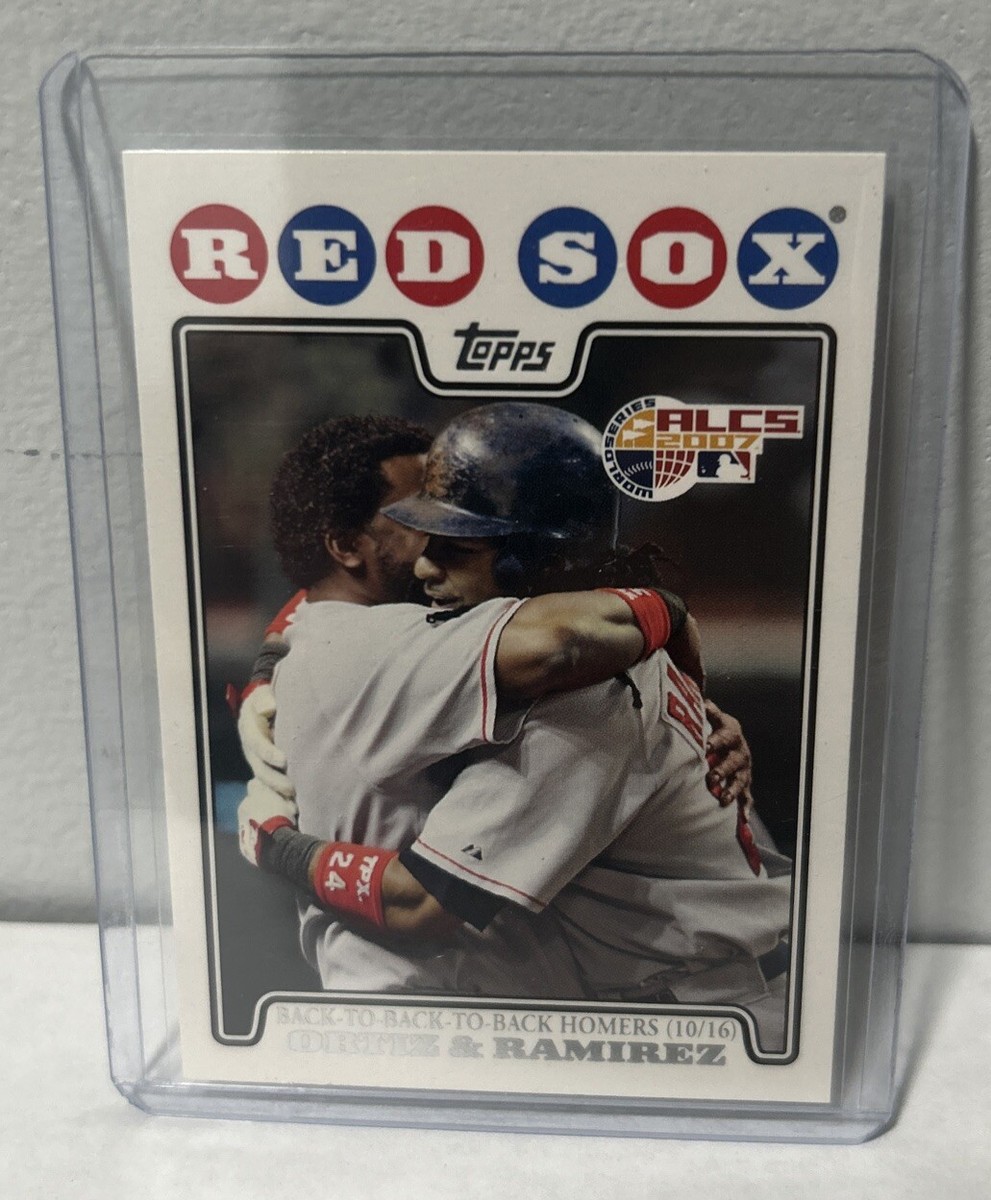 RED SOX
Topps
WORLD SERIES
ALCS
2007
RA
TPX
24
BACK-TO-BACK-TO-BACK HOMERS (10/16)
ORTIZ & RAMIREZ